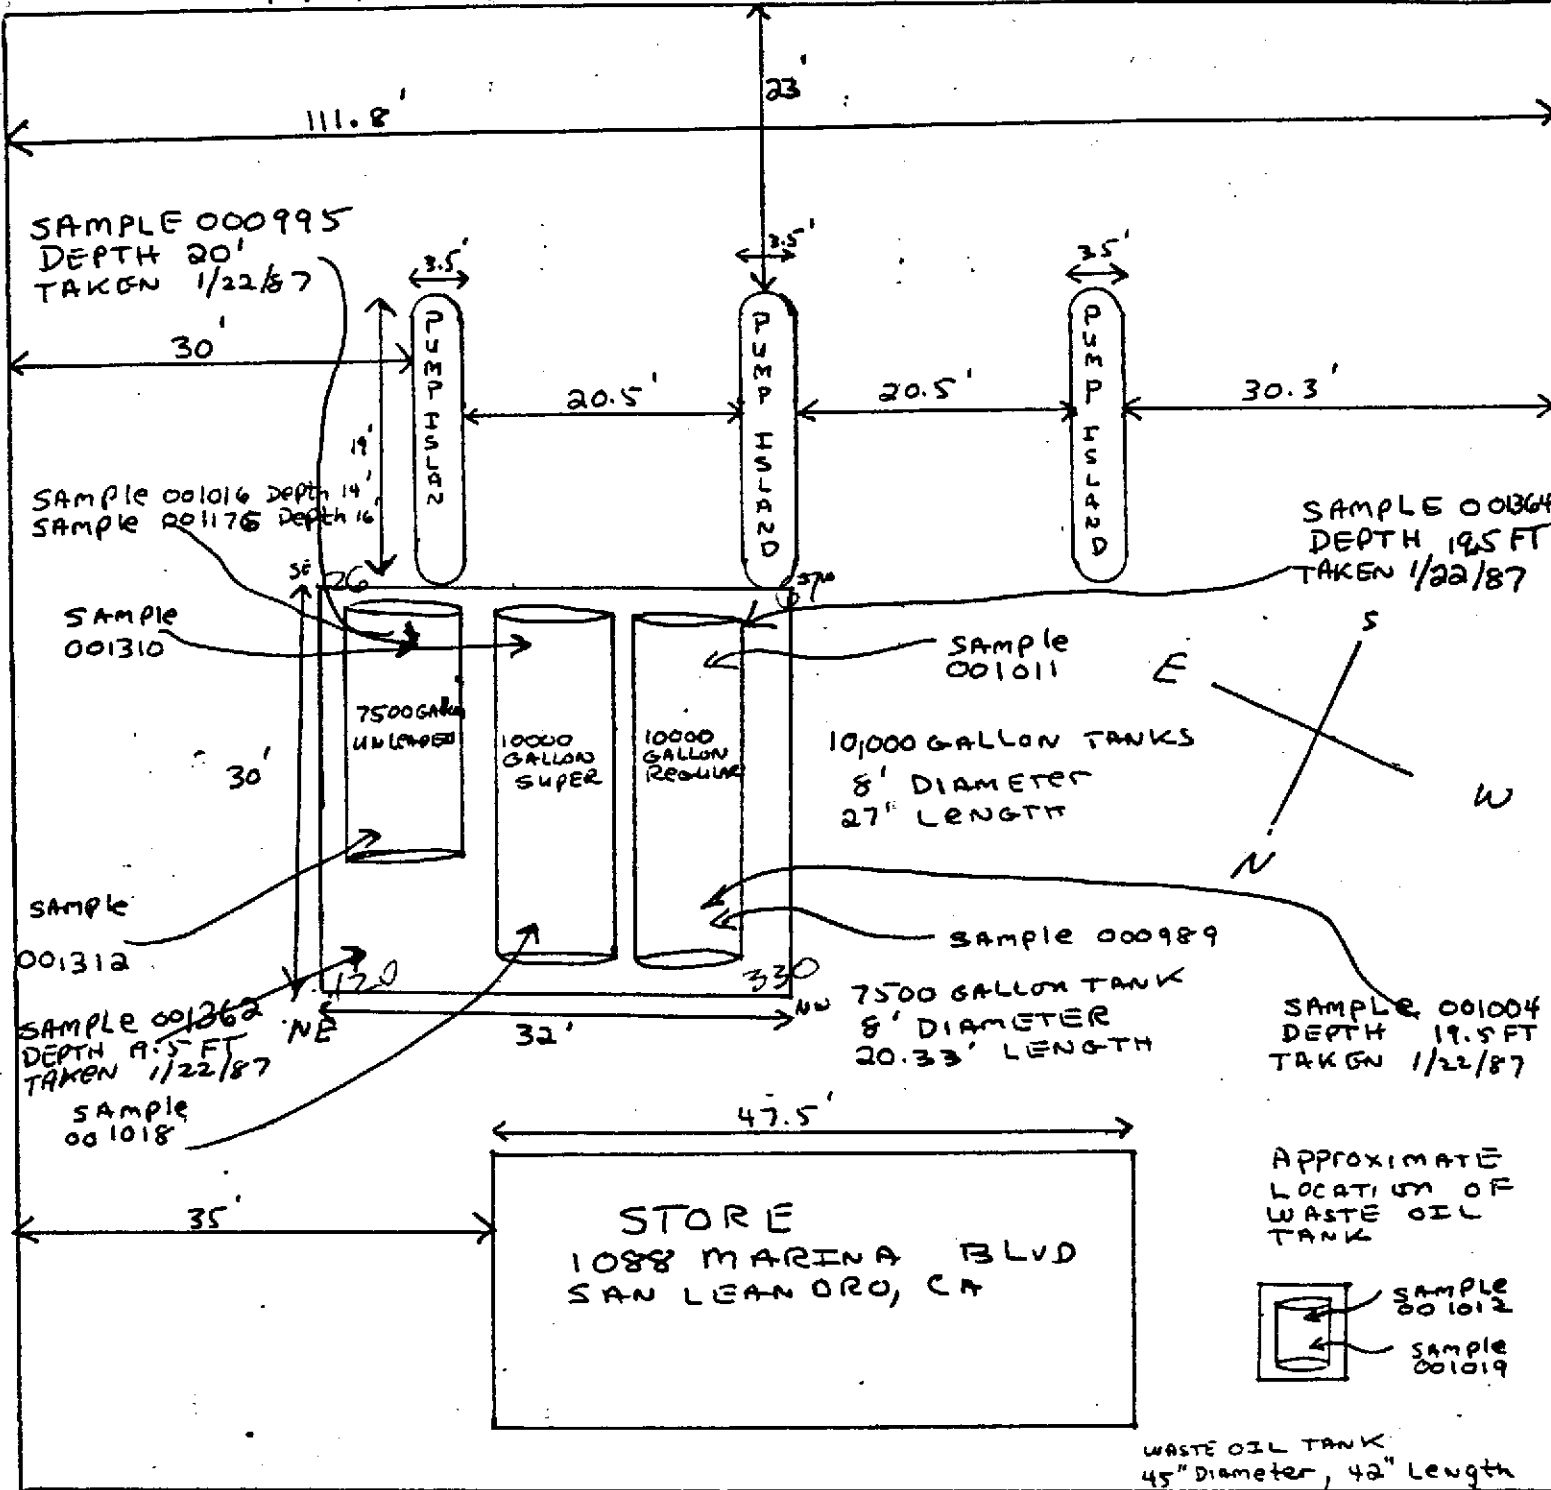 23'
111.8'
SAMPLE 000995
DEPTH 20'
TAKEN 1/22/87
3.5'
3.5'
3.5'
30'
PUMP ISLAN
PUMP ISLAND
PUMP ISLAND
20.5'
20.5'
30.3'
19'
SAMPle 001016 Depth 14'
SAMPle 001176 Depth 16'
SAMPLE 001364
DEPTH 19.5 FT
TAKEN 1/22/87
SE
26
SAMPle
001310
SAMPle
001011
S
E
W
N
7500 GALLON
UNLEADED
10000
GALLON
SUPER
10000
GALLON
REGULAR
30'
10,000 GALLON TANKS
8' DIAMETER
27' LENGTH
SAMPle
001312
SAMPle 000989
420
330
NE
NW
32'
SAMPLE 001362
DEPTH 19.5 FT
TAKEN 1/22/87
7500 GALLON TANK
8' DIAMETER
20.33' LENGTH
SAMPLE 001004
DEPTH 19.5 FT
TAKEN 1/22/87
SAMPle
001018
47.5'
35'
STORE
1088 MARINA BLVD
SAN LEANDRO, CA
APPROXIMATE
LOCATION OF
WASTE OIL
TANK
SAMPLE
001012
SAMPle
001019
WASTE OIL TANK
45" Diameter, 42" Length